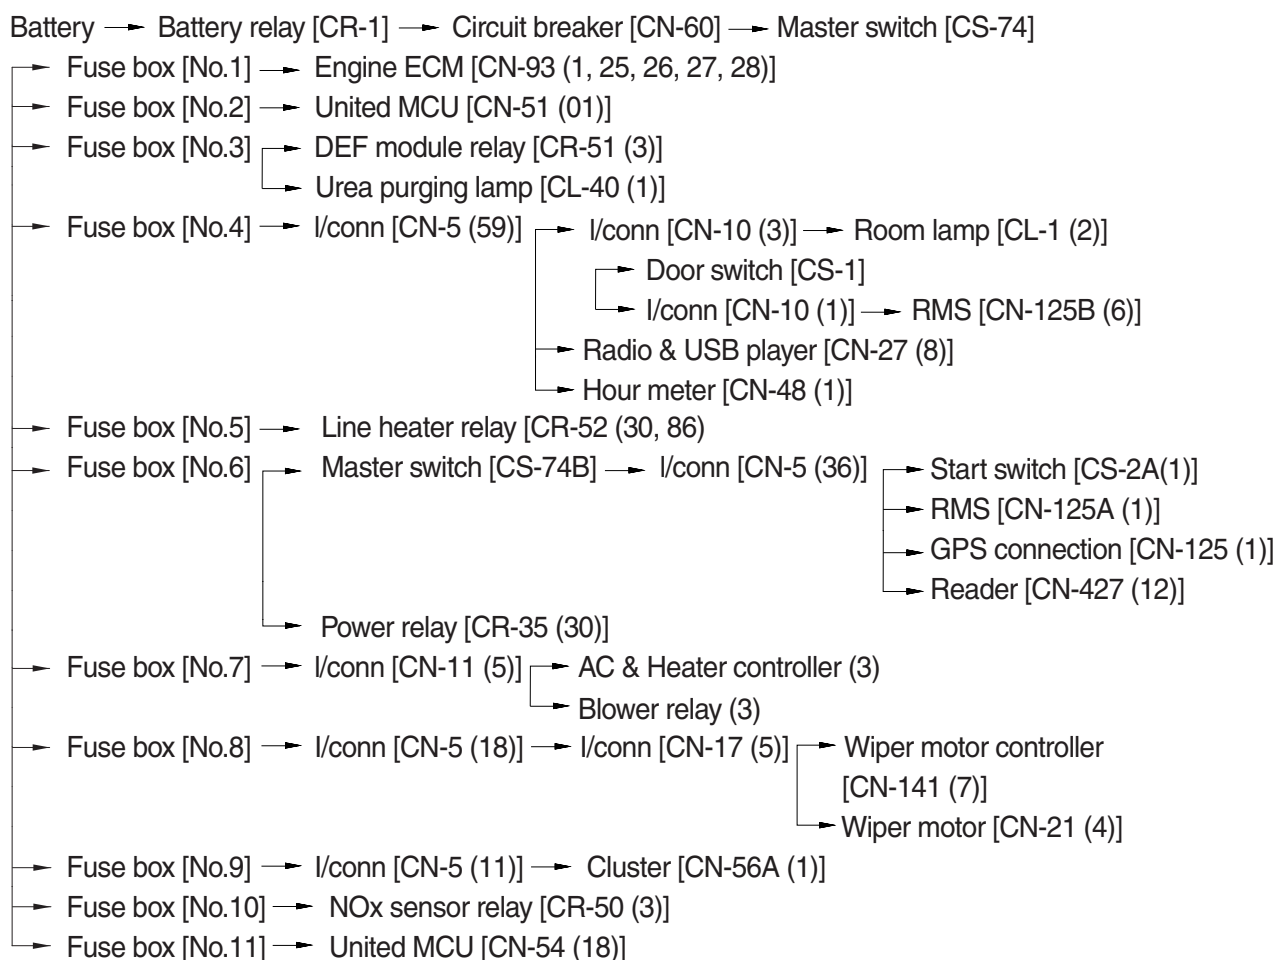 Battery → Battery relay [CR-1] → Circuit breaker [CN-60] → Master switch [CS-74]
Fuse box [No.1] → Engine ECM [CN-93 (1, 25, 26, 27, 28)]
Fuse box [No.2] → United MCU [CN-51 (01)]
Fuse box [No.3] → DEF module relay [CR-51 (3)]
→ Urea purging lamp [CL-40 (1)]
Fuse box [No.4] → I/conn [CN-5 (59)] → I/conn [CN-10 (3)] → Room lamp [CL-1 (2)]
→ Door switch [CS-1]
→ I/conn [CN-10 (1)] → RMS [CN-125B (6)]
→ Radio & USB player [CN-27 (8)]
→ Hour meter [CN-48 (1)]
Fuse box [No.5] → Line heater relay [CR-52 (30, 86)
Fuse box [No.6] → Master switch [CS-74B] → I/conn [CN-5 (36)] → Start switch [CS-2A(1)]
→ RMS [CN-125A (1)]
→ GPS connection [CN-125 (1)]
→ Reader [CN-427 (12)]
→ Power relay [CR-35 (30)]
Fuse box [No.7] → I/conn [CN-11 (5)] → AC & Heater controller (3)
→ Blower relay (3)
Fuse box [No.8] → I/conn [CN-5 (18)] → I/conn [CN-17 (5)] → Wiper motor controller
[CN-141 (7)]
→ Wiper motor [CN-21 (4)]
Fuse box [No.9] → I/conn [CN-5 (11)] → Cluster [CN-56A (1)]
Fuse box [No.10] → NOx sensor relay [CR-50 (3)]
Fuse box [No.11] → United MCU [CN-54 (18)]